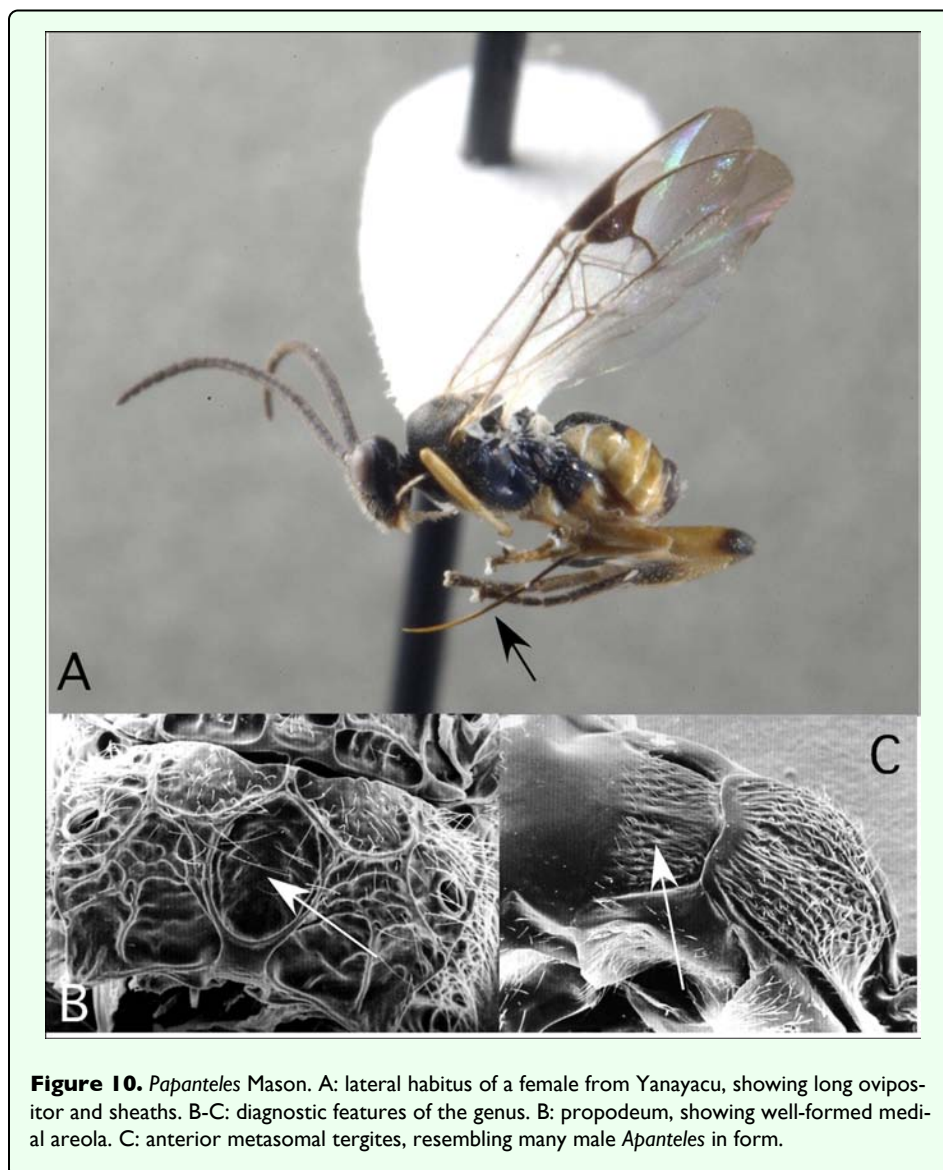 A
B
C
Figure 10. Papanteles Mason. A: lateral habitus of a female from Yanayacu, showing long ovipos-
itor and sheaths. B-C: diagnostic features of the genus. B: propodeum, showing well-formed medi-
al areola. C: anterior metasomal tergites, resembling many male Apanteles in form.